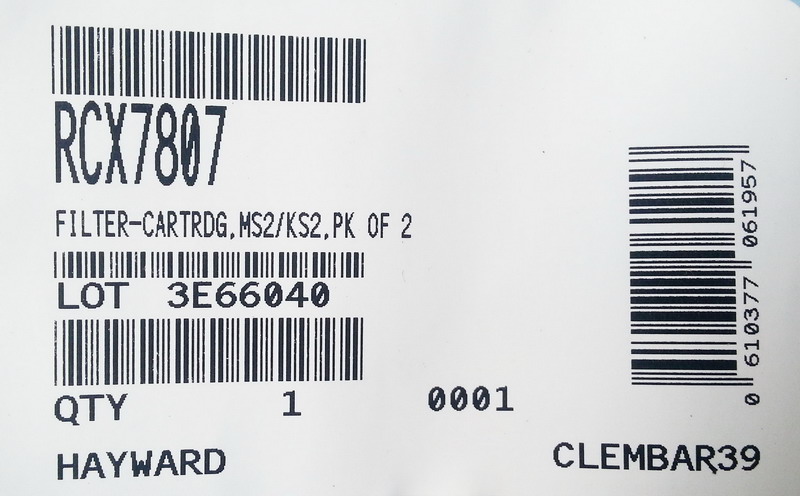 RCX7807
FILTER-CARTRDG,MS2/KS2,PK OF 2
LOT 3E66040
QTY 1 0001
HAYWARD CLEMBAR39
0 610377 061957